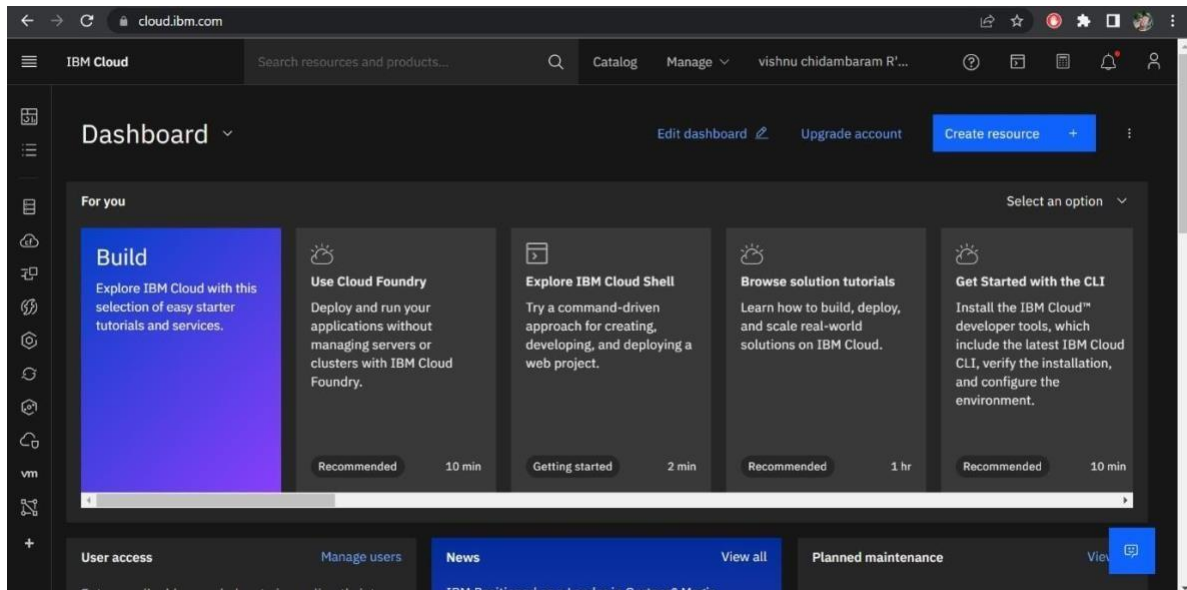 cloud.ibm.com
IBM Cloud
Search resources and products...
Catalog
Manage
vishnu chidambaram R'...
Dashboard
Edit dashboard
Upgrade account
Create resource +
For you
Select an option
Build
Explore IBM Cloud with this
selection of easy starter
tutorials and services.
Use Cloud Foundry
Deploy and run your
applications without
managing servers or
clusters with IBM Cloud
Foundry.
Recommended
10 min
Explore IBM Cloud Shell
Try a command-driven
approach for creating,
developing, and deploying a
web project.
Getting started
2 min
Browse solution tutorials
Learn how to build, deploy,
and scale real-world
solutions on IBM Cloud.
Recommended
1 hr
Get Started with the CLI
Install the IBM Cloud™
developer tools, which
include the latest IBM Cloud
CLI, verify the installation,
and configure the
environment.
Recommended
10 min
vm
User access
Manage users
News
View all
Planned maintenance